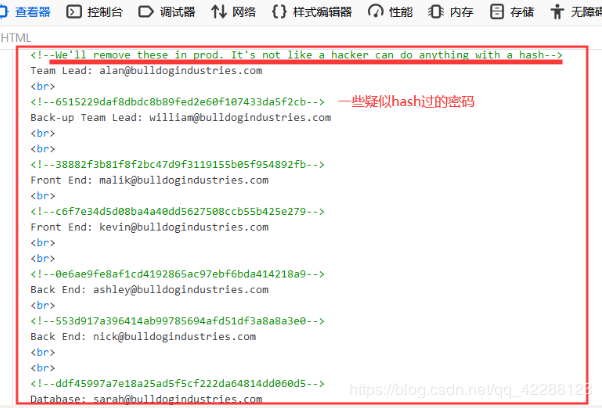 查看器 控制台 调试器 网络 样式编辑器 性能 内存 存储 无障碍
HTML
<!--We'll remove these in prod. It's not like a hacker can do anything with a hash-->
Team Lead: alan@bulldogindustries.com
<br>
<!--6515229daf8dbdc8b89fed2e60f107433da5f2cb--> 一些疑似hash过的密码
Back-up Team Lead: william@bulldogindustries.com
<br>
<br>
<!--38882f3b81f8f2bc47d9f3119155b05f954892fb-->
Front End: malik@bulldogindustries.com
<br>
<!--c6f7e34d5d08ba4a40dd5627508ccb55b425e279-->
Front End: kevin@bulldogindustries.com
<br>
<br>
<!--0e6ae9fe8af1cd4192865ac97ebf6bda414218a9-->
Back End: ashley@bulldogindustries.com
<br>
<!--553d917a396414ab99785694afd51df3a8a8a3e0-->
Back End: nick@bulldogindustries.com
<br>
<br>
<!--ddf45997a7e18a25ad5f5cf222da64814dd060d5-->
Database: sarah@bulldogindustries.com
https://blog.csdn.net/qq_42288123